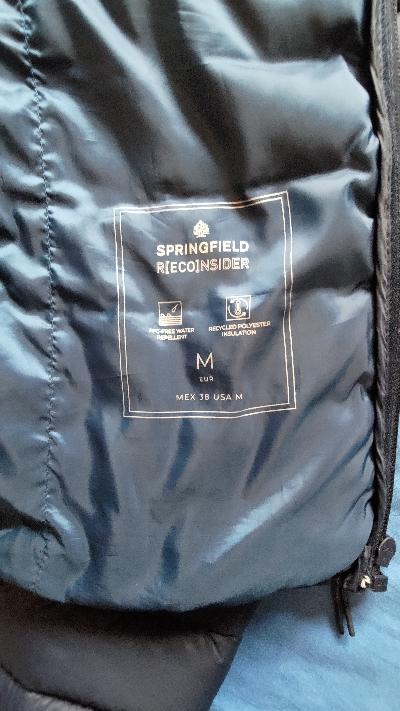 SPRINGFIELD
R[ECO]NSIDER
PFC-FREE WATER
REPELLENT
RECYCLED POLYESTER
INSULATION
M
EUR
MEX 38 USA M